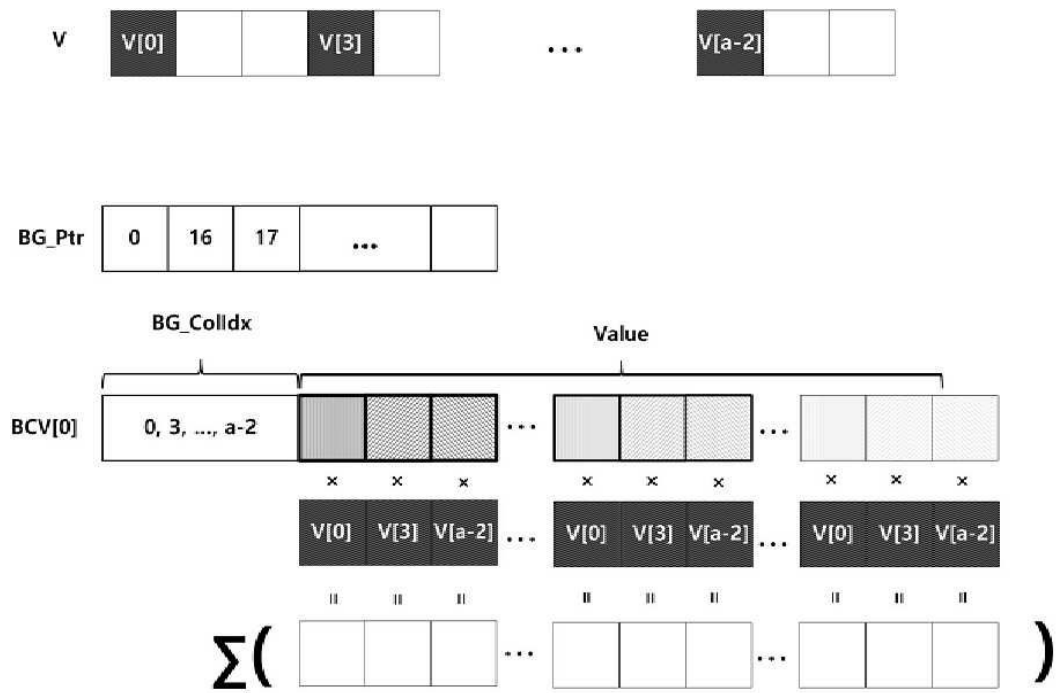 V V[0] V[3] ... V[a-2]
BG_Ptr 0 16 17 ...
BG_ColIdx Value
BCV[0] 0, 3, ..., a-2 ... ...
× × × × × × × × ×
V[0] V[3] V[a-2] ... V[0] V[3] V[a-2] ... V[0] V[3] V[a-2]
= = = = = = = = =
∑( ... ... )